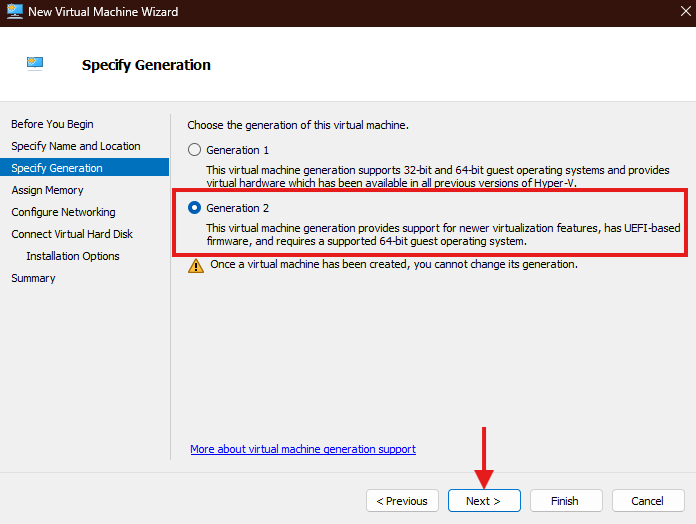 New Virtual Machine Wizard
Specify Generation
Before You Begin
Specify Name and Location
Specify Generation
Assign Memory
Configure Networking
Connect Virtual Hard Disk
Installation Options
Summary
Choose the generation of this virtual machine.
Generation 1
This virtual machine generation supports 32-bit and 64-bit guest operating systems and provides
virtual hardware which has been available in all previous versions of Hyper-V.
Generation 2
This virtual machine generation provides support for newer virtualization features, has UEFI-based
firmware, and requires a supported 64-bit guest operating system.
Once a virtual machine has been created, you cannot change its generation.
More about virtual machine generation support
< Previous
Next >
Finish
Cancel